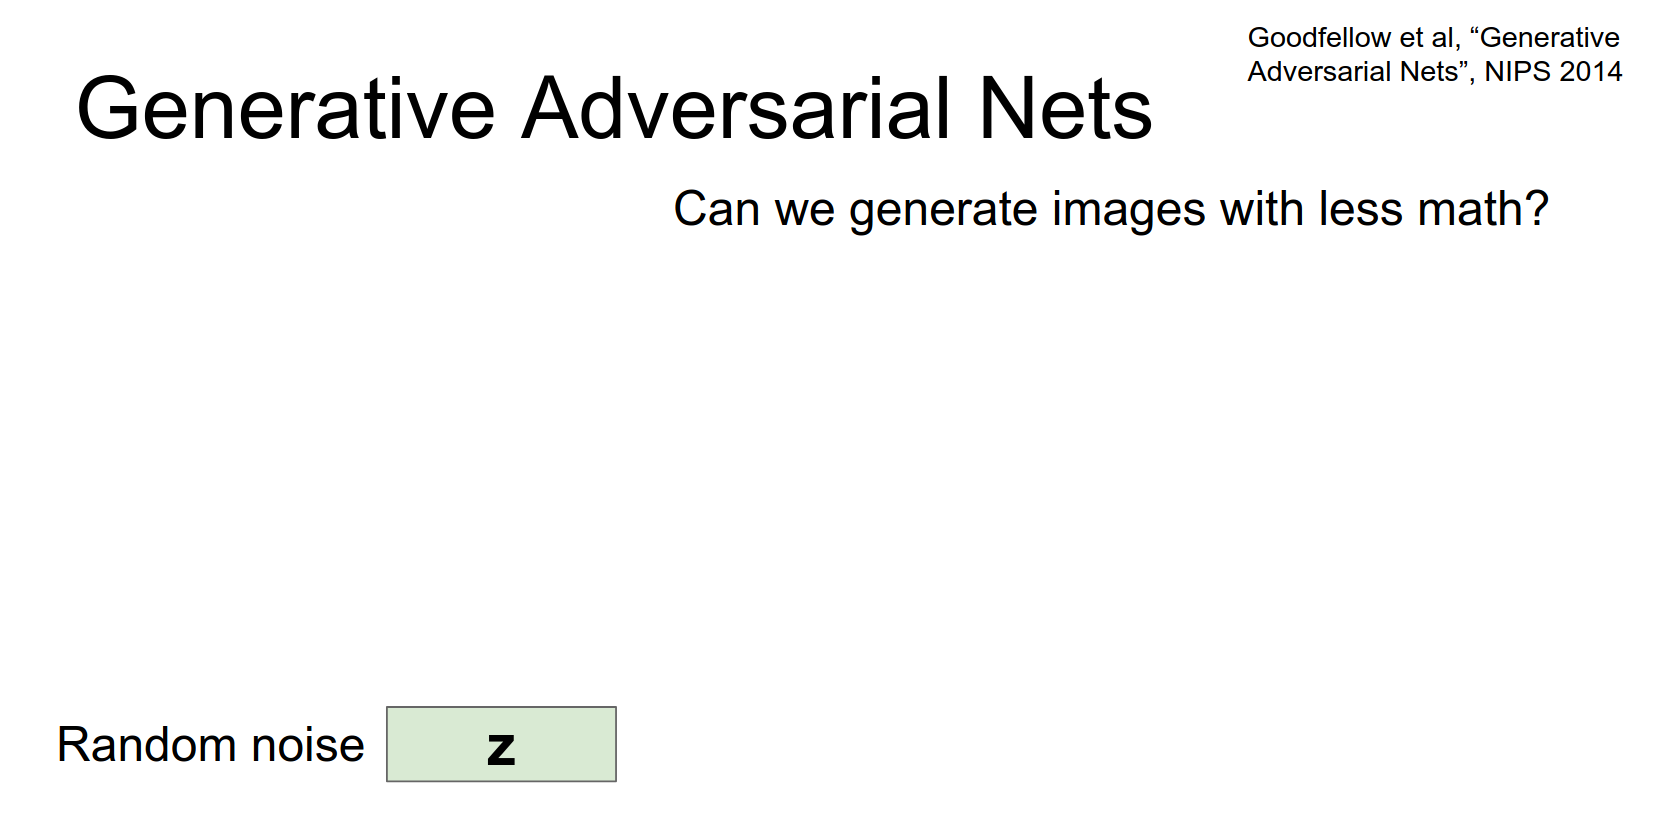 Goodfellow et al, “Generative
Adversarial Nets”, NIPS 2014
Generative Adversarial Nets
Can we generate images with less math?
Random noise
z